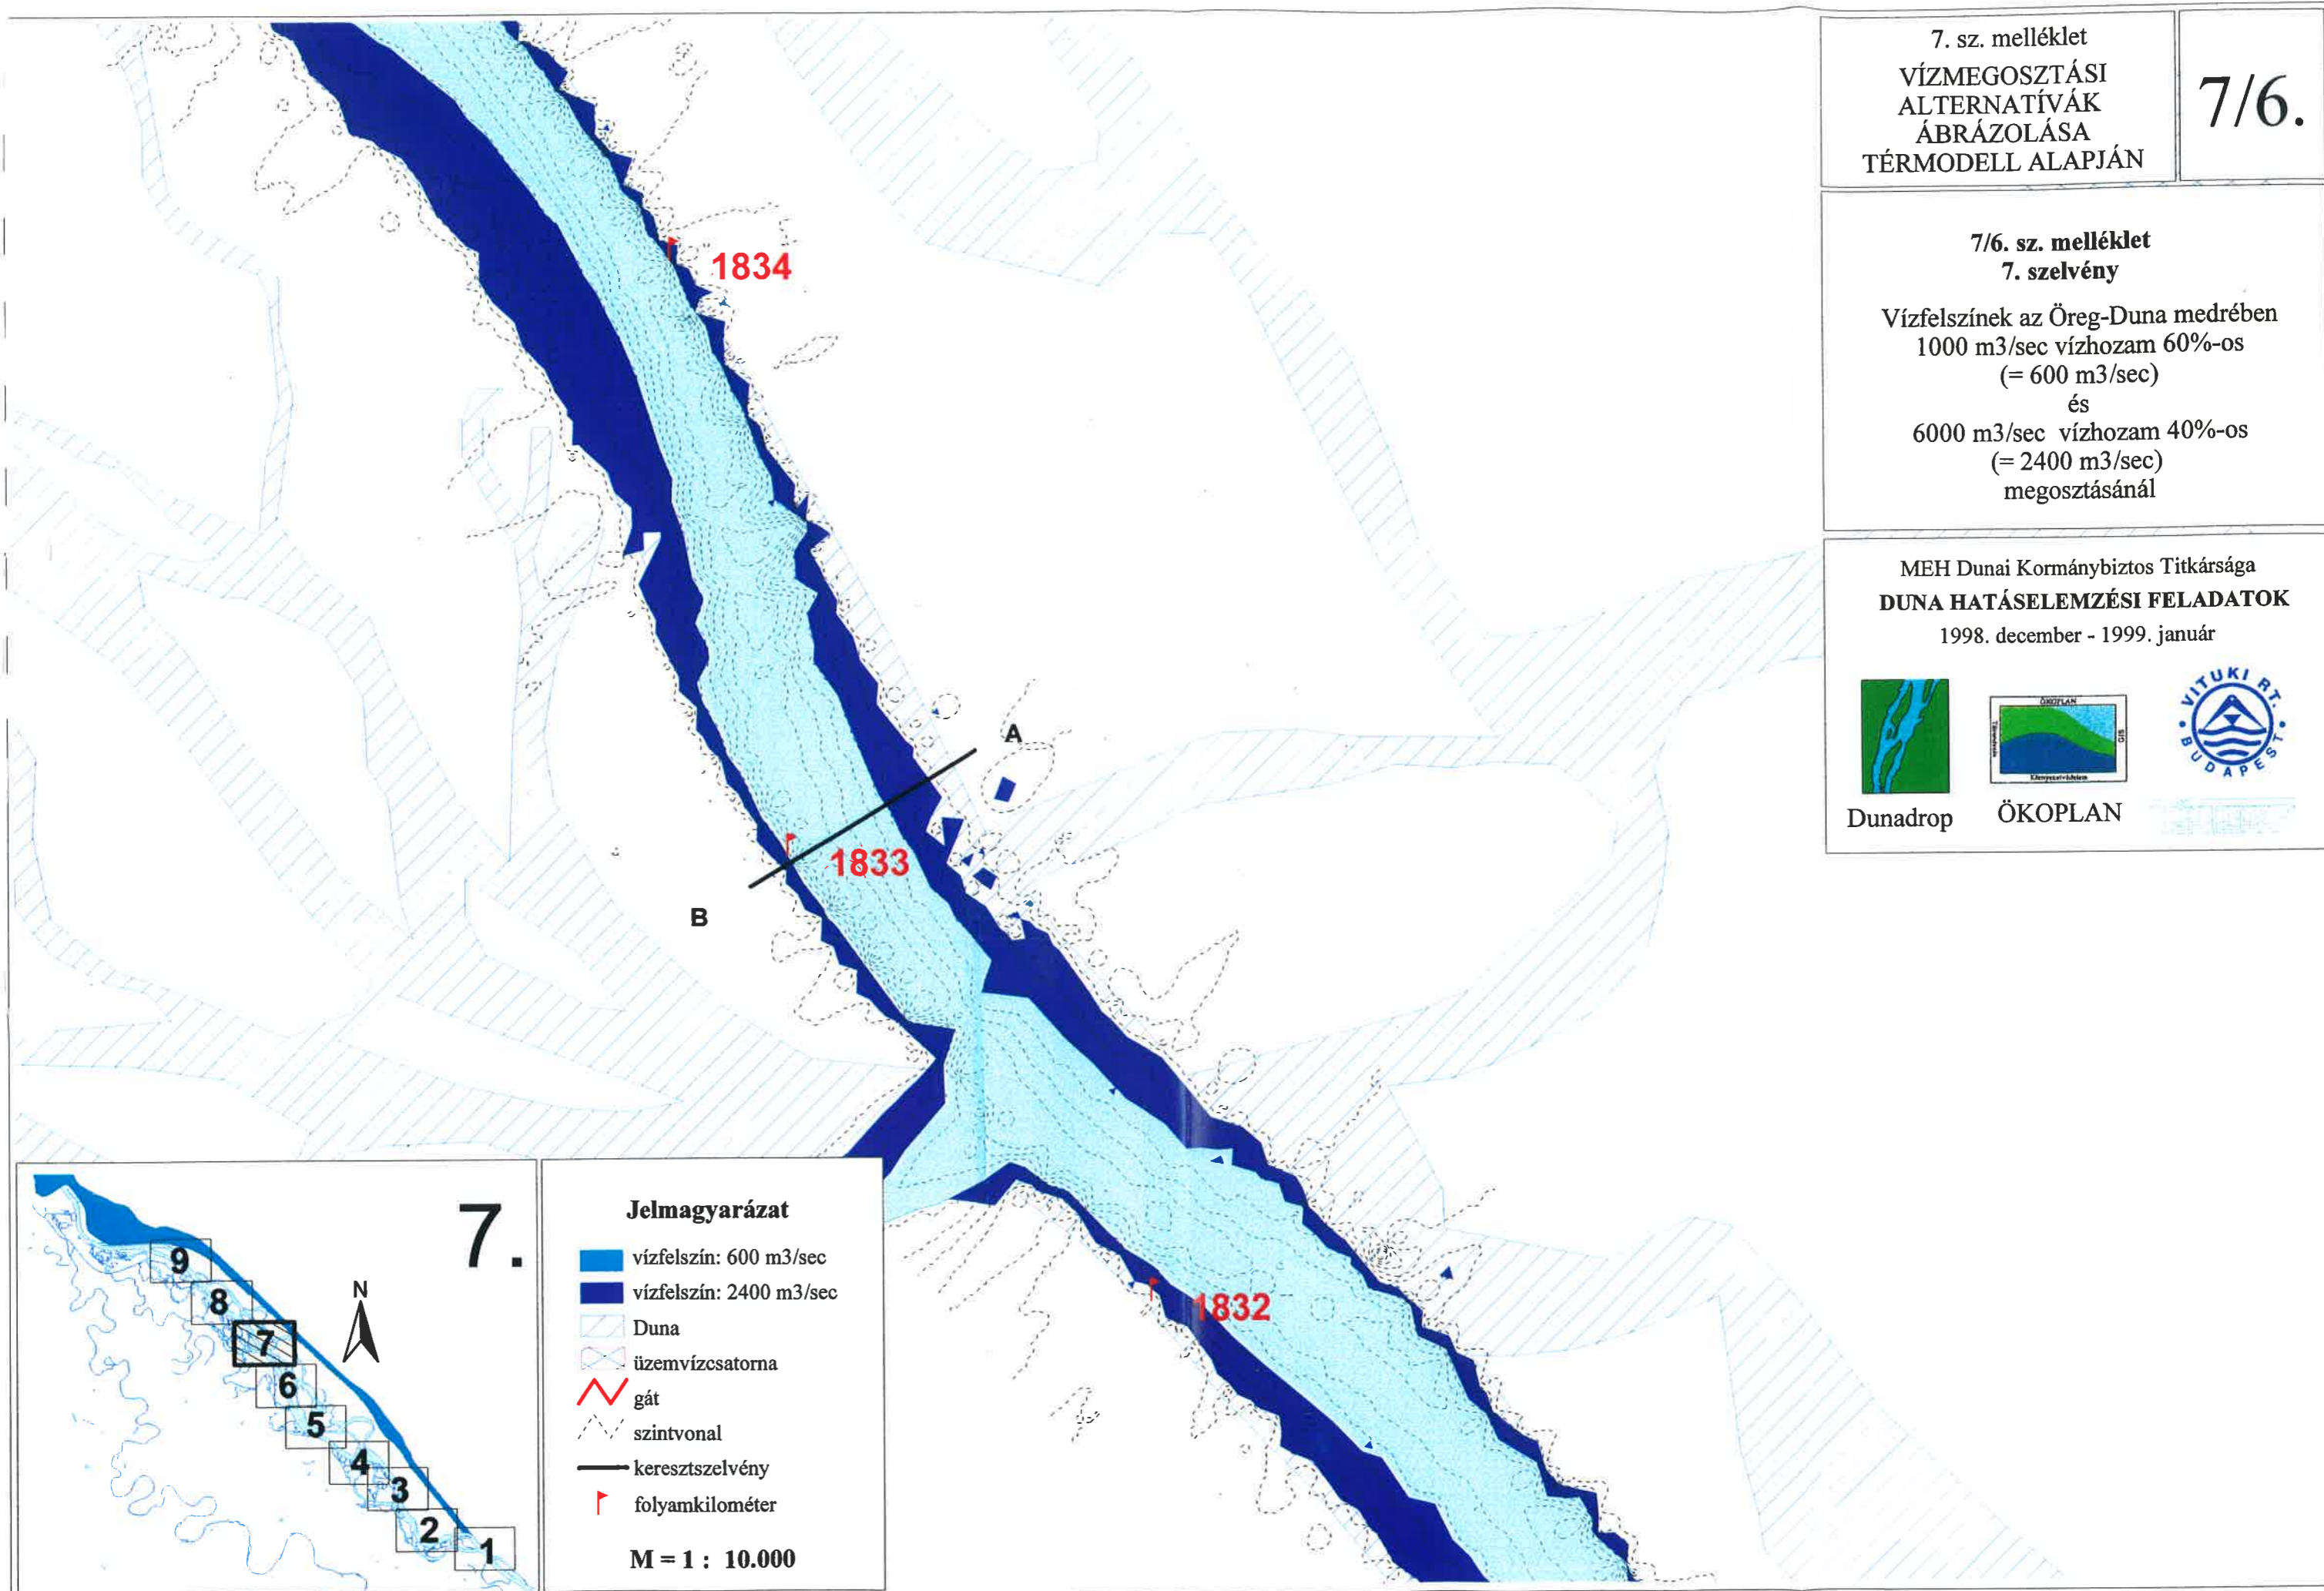 7. sz. melléklet
VÍZMEGOSZTÁSI
ALTERNATÍVÁK
ÁBRÁZOLÁSA
TÉRMODELL ALAPJÁN
7/6.
7/6. sz. melléklet
7. szelvény
Vízfelszínek az Öreg-Duna medrében
1000 m3/sec vízhozam 60%-os
(= 600 m3/sec)
és
6000 m3/sec vízhozam 40%-os
(= 2400 m3/sec)
megosztásánál
MEH Dunai Kormánybiztos Titkársága
DUNA HATÁSELEMZÉSI FELADATOK
1998. december - 1999. január
ÖKOPLAN
GIS
Környezetvédelem
VITUKI RT.
BUDAPEST
Dunadrop
ÖKOPLAN
1834
A
1833
B
1832
7.
N
9
8
7
6
5
4
3
2
1
Jelmagyarázat
vízfelszín: 600 m3/sec
vízfelszín: 2400 m3/sec
Duna
üzemvízcsatorna
gát
szintvonal
keresztszelvény
folyamkilométer
M = 1 : 10.000